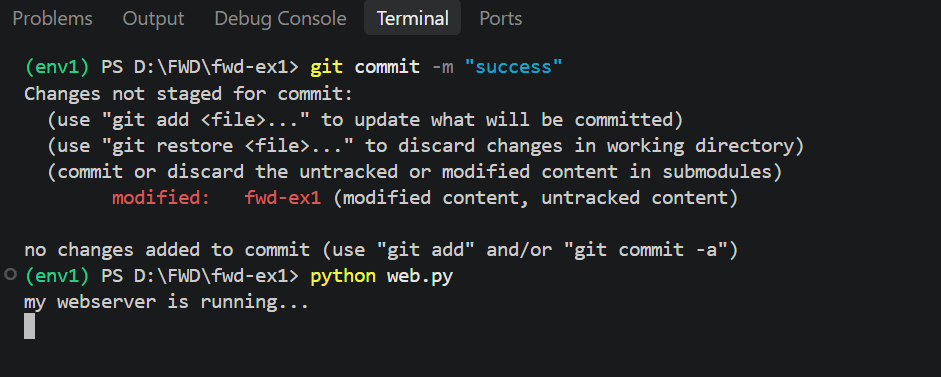 Problems Output Debug Console Terminal Ports
(env1) PS D:\FWD\fwd-ex1> git commit -m "success"
Changes not staged for commit:
  (use "git add <file>..." to update what will be committed)
  (use "git restore <file>..." to discard changes in working directory)
  (commit or discard the untracked or modified content in submodules)
        modified:   fwd-ex1 (modified content, untracked content)

no changes added to commit (use "git add" and/or "git commit -a")
(env1) PS D:\FWD\fwd-ex1> python web.py
my webserver is running...